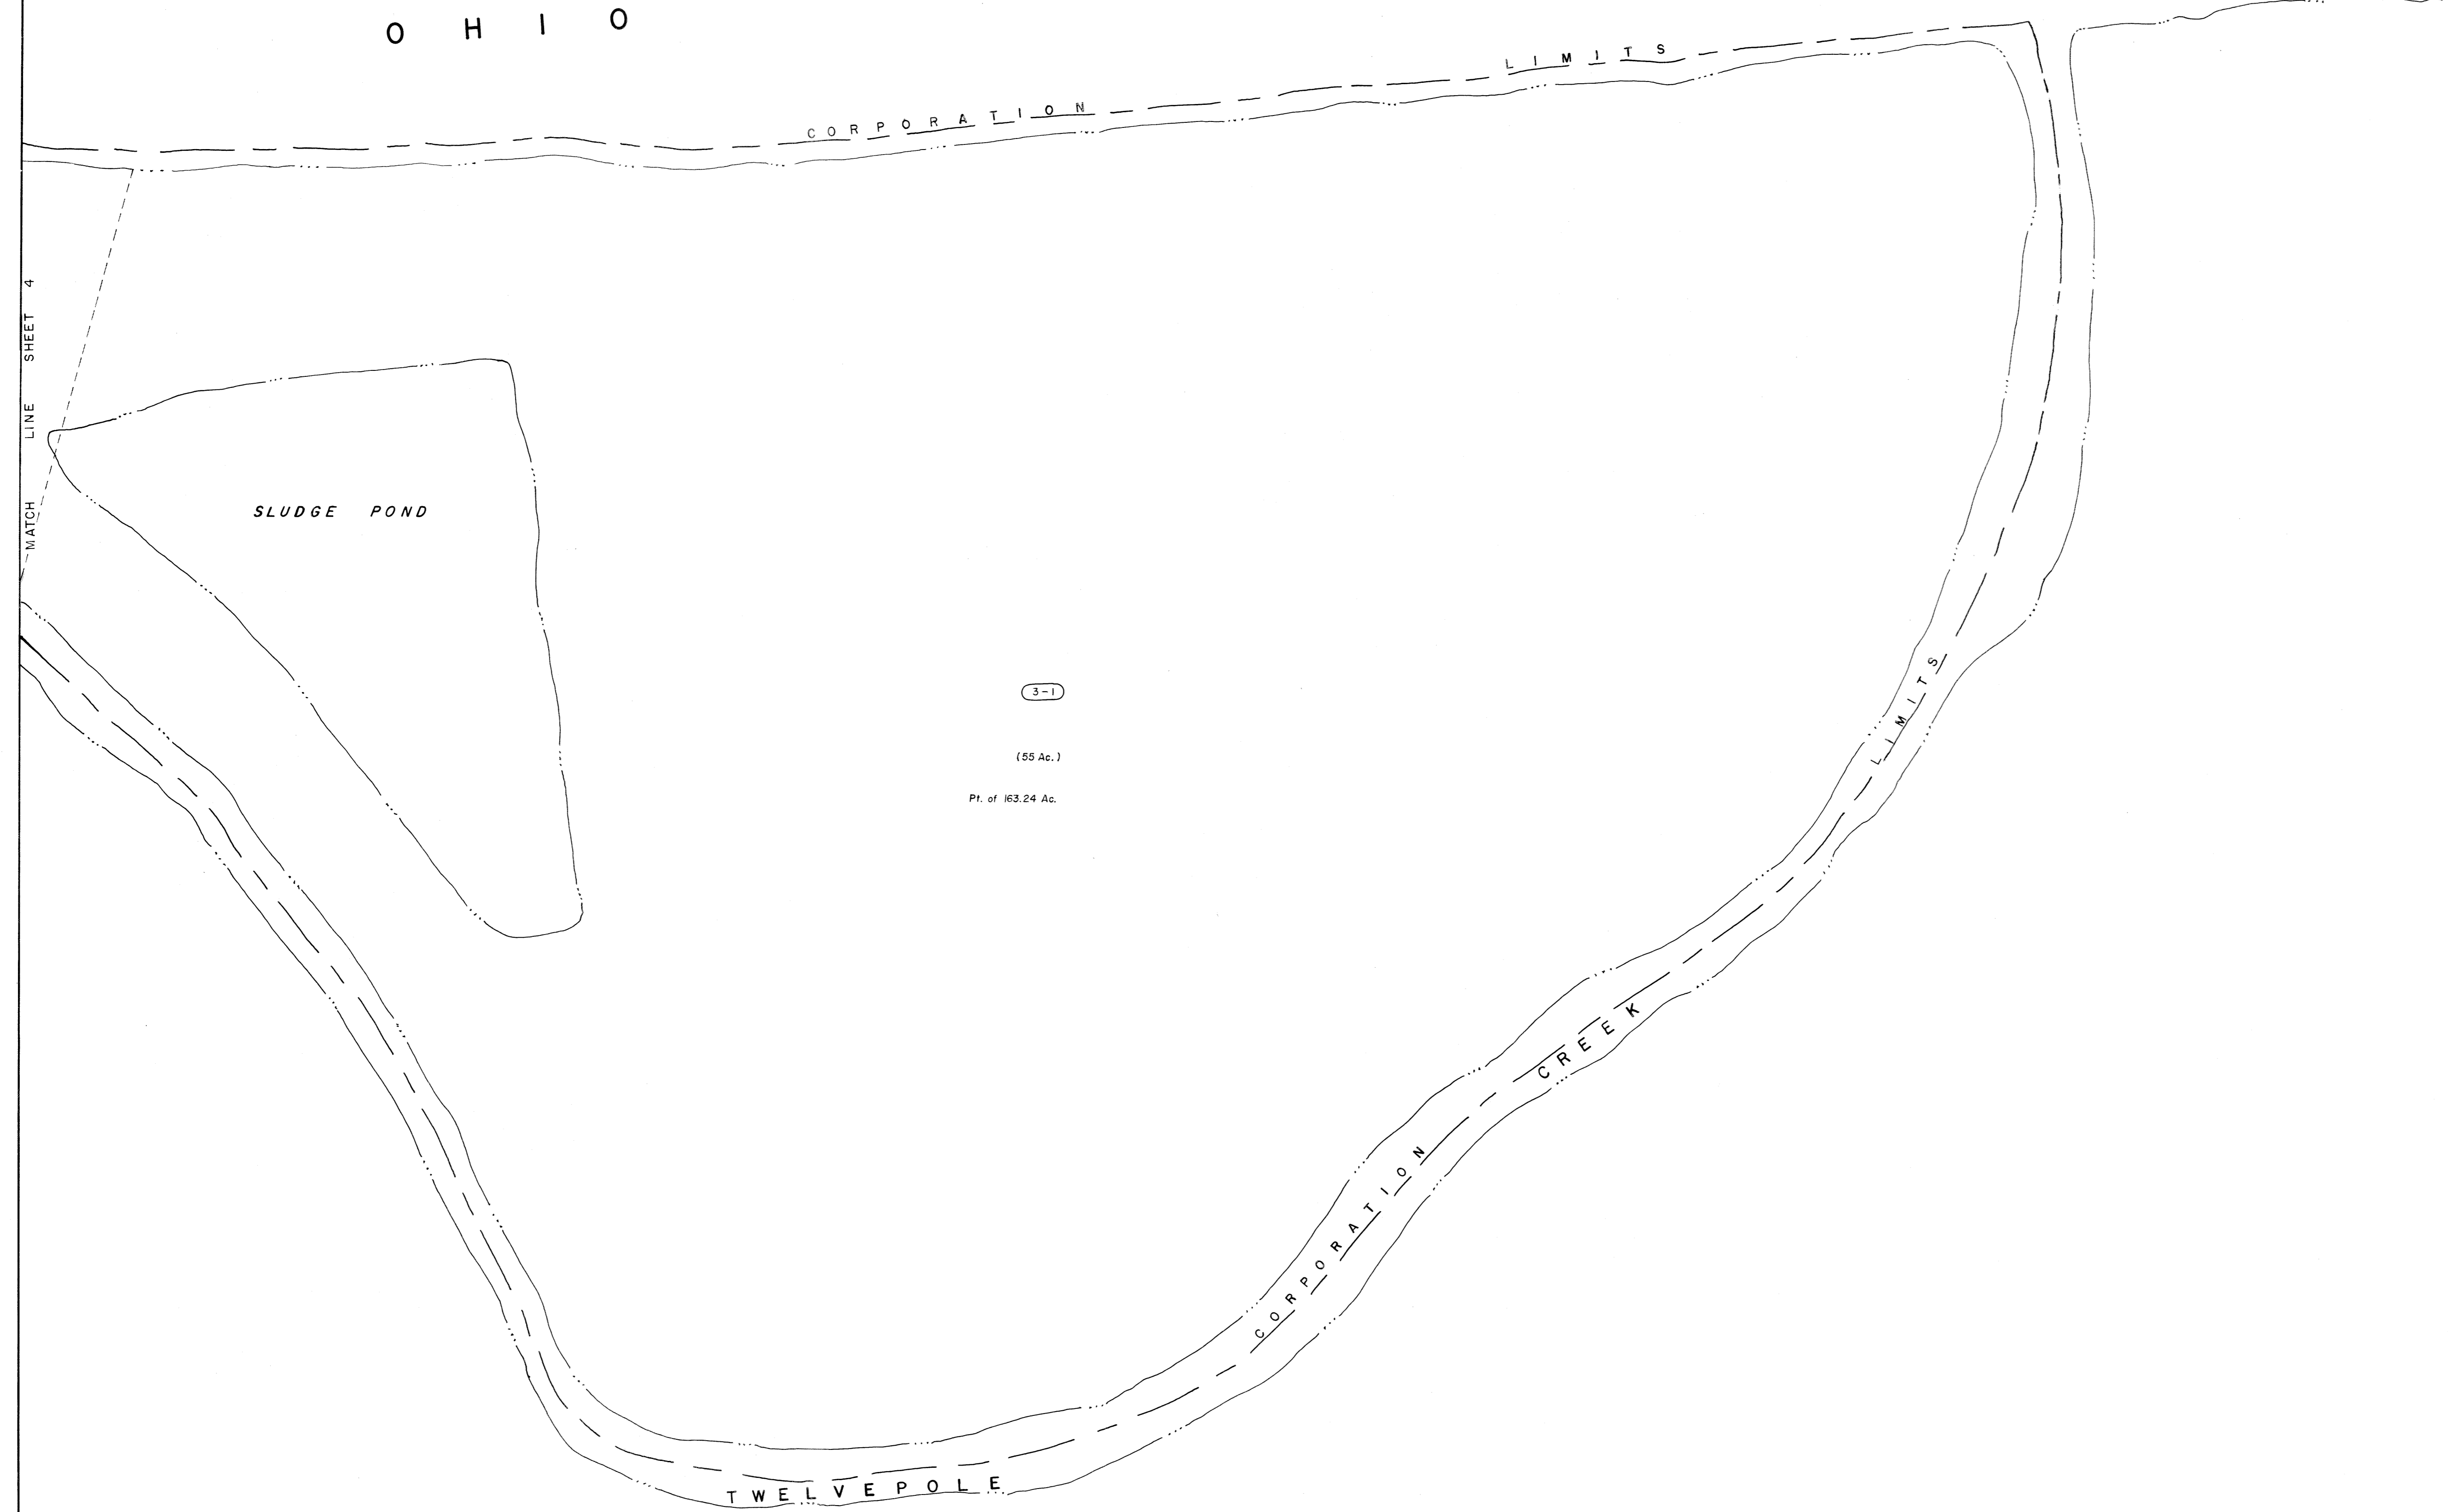 OHIO
CORPORATION LIMITS
MATCH LINE SHEET 4
SLUDGE POND
3-1
(55 Ac.)
Pt. of 163.24 Ac.
CORPORATION LIMITS
TWELVEPOLE CREEK